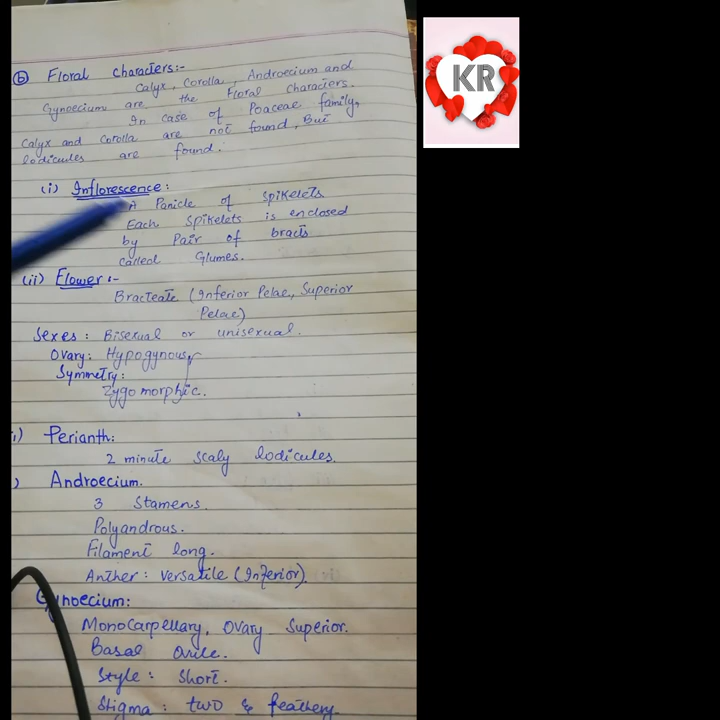 (b) Floral characters:-
Calyx, Corolla, Androecium and
Gynoecium are the Floral characters.
In case of Poaceae family,
Calyx and Corolla are not found, But
lodicules are found.
(i) Inflorescence:
A Panicle of Spikelets
Each Spikelets is enclosed
by Pair of bracts
called Glumes.
(ii) Flower:-
Bracteate (Inferior Pelae, Superior
Pelae)
Sexes: Bisexual or unisexual.
Ovary: Hypogynous,
Symmetry:
Zygomorphic.
) Perianth:
2 minute scaly lodicules.
) Androecium.
3 Stamens.
Polyandrous.
Filament long.
Anther: versatile (Inferior).
Gynoecium:
Monocarpellary, Ovary Superior.
Basal
Style: Short.
Stigma: two & feathery.
KR